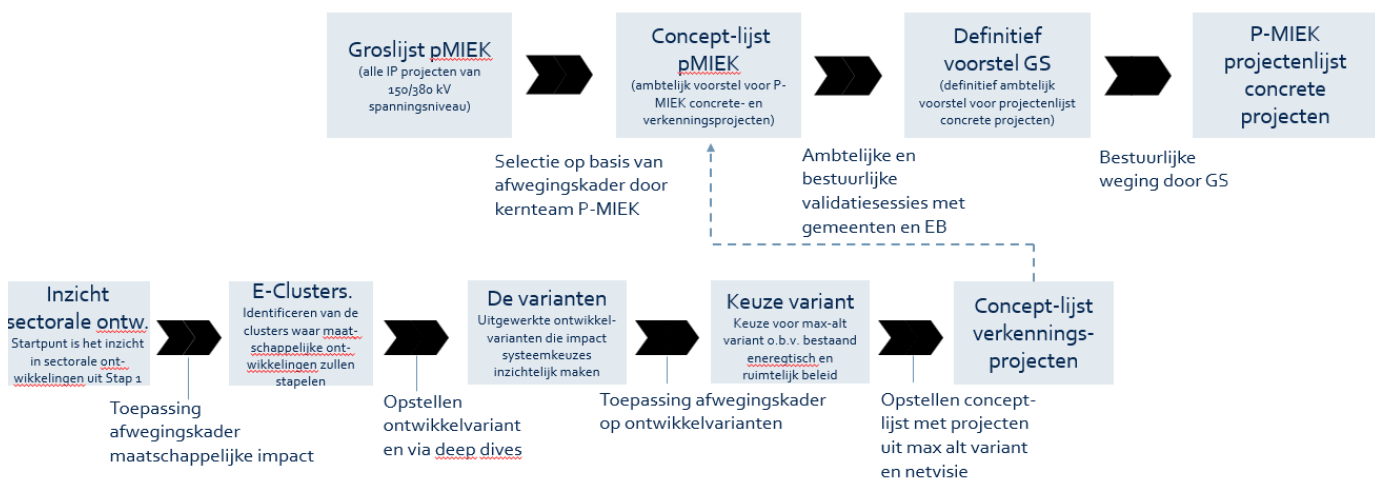 Groslijst pMIEK
(alle IP projecten van
150/380 kV
spanningsniveau)
Concept-lijst
pMIEK
(ambtelijk voorstel voor P-
MIEK concrete- en
verkenningsprojecten)
Definitief
voorstel GS
(definitief ambtelijk
voorstel voor projectenlijst
concrete projecten)
P-MIEK
projectenlijst
concrete
projecten
Selectie op basis van
afwegingskader door
kernteam P-MIEK
Ambtelijke en
bestuurlijke
validatiesessies met
gemeenten en EB
Bestuurlijke
weging door GS
Inzicht
sectorale ontw.
Startpunt is het inzicht
in sectorale ont-
wikkelingen uit Stap 1
E-Clusters.
Identificeren van de
clusters waar maat-
schappelijke ont-
wikkelingen zullen
stapelen
De varianten
Uitgewerkte ontwikkel-
varianten die impact
systeemkeuzes
inzichtelijk maken
Keuze variant
Keuze voor max-alt
variant o.b.v. bestaand
eneregtisch en
ruimtelijk beleid
Concept-lijst
verkennings-
projecten
Toepassing
afwegingskader
maatschappelijke impact
Opstellen
ontwikkelvariant
en via deep dives
Toepassing afwegingskader
op ontwikkelvarianten
Opstellen concept-
lijst met projecten
uit max alt variant
en netvisie